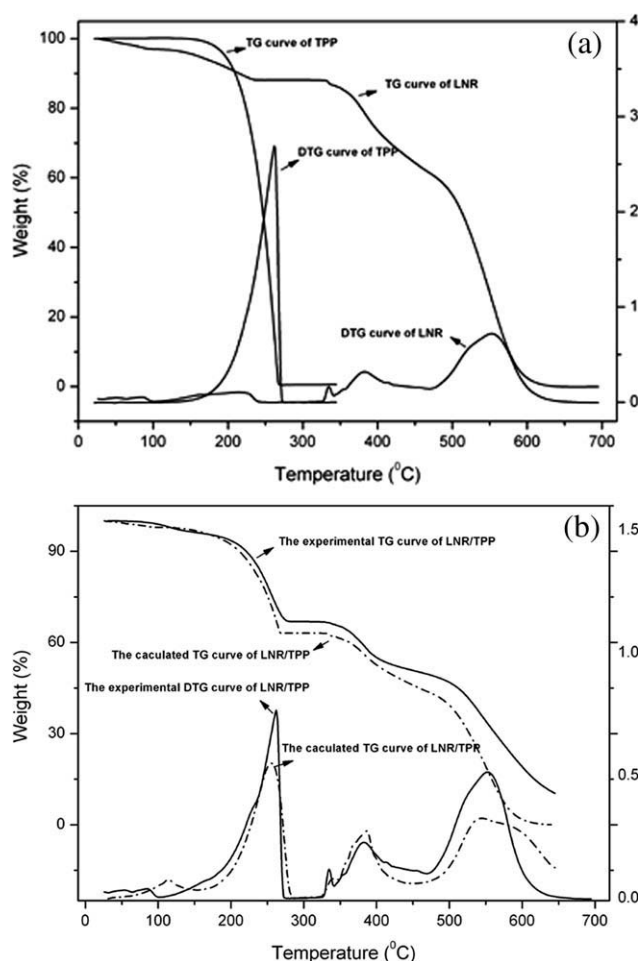 (a)
100
80
60
40
20
0
Weight (%)
4
3
2
1
0
TG curve of TPP
TG curve of LNR
DTG curve of TPP
DTG curve of LNR
0 100 200 300 400 500 600 700
Temperature (⁰C)
(b)
90
60
30
0
Weight (%)
1.5
1.0
0.5
0.0
The experimental TG curve of LNR/TPP
The caculated TG curve of LNR/TPP
The experimental DTG curve of LNR/TPP
The caculated TG curve of LNR/TPP
0 100 200 300 400 500 600 700
Temperature (⁰C)